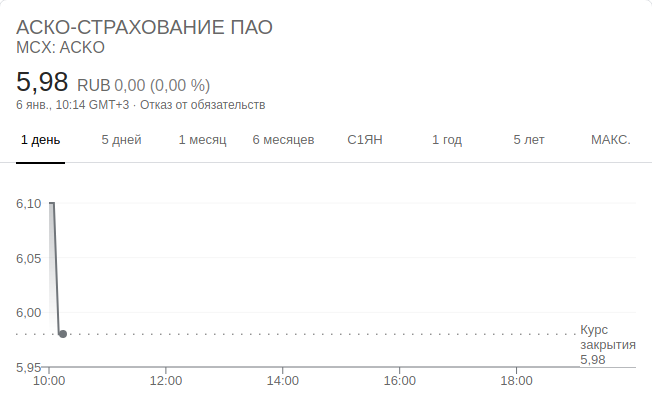 АСКО-СТРАХОВАНИЕ ПАО
MCX: ACKO
5,98 RUB 0,00 (0,00 %)
6 янв., 10:14 GMT+3 · Отказ от обязательств
1 день 5 дней 1 месяц 6 месяцев С1ЯН 1 год 5 лет МАКС.
6,10
6,05
6,00
Курс
закрытия
5,98
5,95
10:00 12:00 14:00 16:00 18:00